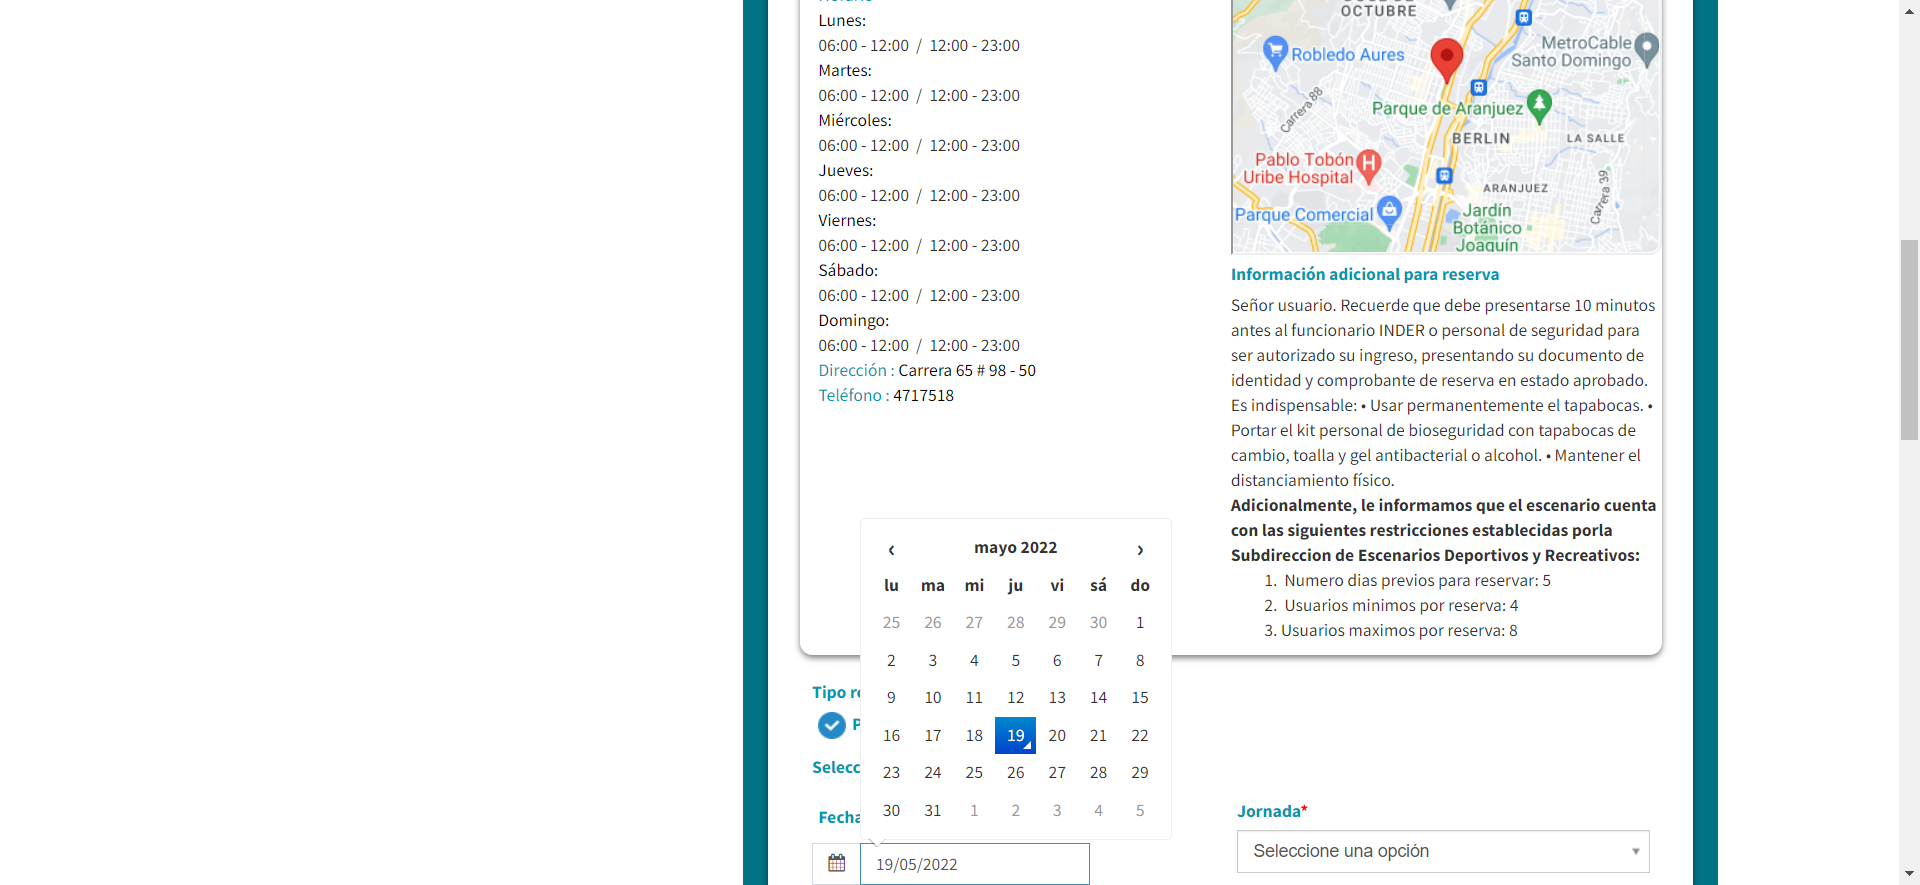 Lunes:
06:00 - 12:00 / 12:00 - 23:00
Martes:
06:00 - 12:00 / 12:00 - 23:00
Miércoles:
06:00 - 12:00 / 12:00 - 23:00
Jueves:
06:00 - 12:00 / 12:00 - 23:00
Viernes:
06:00 - 12:00 / 12:00 - 23:00
Sábado:
06:00 - 12:00 / 12:00 - 23:00
Domingo:
06:00 - 12:00 / 12:00 - 23:00
Dirección : Carrera 65 # 98 - 50
Teléfono : 4717518
OCTUBRE
Robledo Aures
MetroCable
Santo Domingo
Carrera 88
Parque de Aranjuez
BERLIN
LA SALLE
Pablo Tobón
Uribe Hospital
ARANJUEZ
Carrera 39
Parque Comercial
Jardín
Botánico
Joaquín
Información adicional para reserva
Señor usuario. Recuerde que debe presentarse 10 minutos
antes al funcionario INDER o personal de seguridad para
ser autorizado su ingreso, presentando su documento de
identidad y comprobante de reserva en estado aprobado.
Es indispensable: • Usar permanentemente el tapabocas. •
Portar el kit personal de bioseguridad con tapabocas de
cambio, toalla y gel antibacterial o alcohol. • Mantener el
distanciamiento físico.
Adicionalmente, le informamos que el escenario cuenta
con las siguientes restricciones establecidas porla
Subdireccion de Escenarios Deportivos y Recreativos:
1. Numero dias previos para reservar: 5
2. Usuarios minimos por reserva: 4
3. Usuarios maximos por reserva: 8
‹ mayo 2022 ›
lu ma mi ju vi sá do
25 26 27 28 29 30 1
2 3 4 5 6 7 8
9 10 11 12 13 14 15
16 17 18 19 20 21 22
23 24 25 26 27 28 29
30 31 1 2 3 4 5
Tipo
Selecc
Fecha
19/05/2022
Jornada*
Seleccione una opción